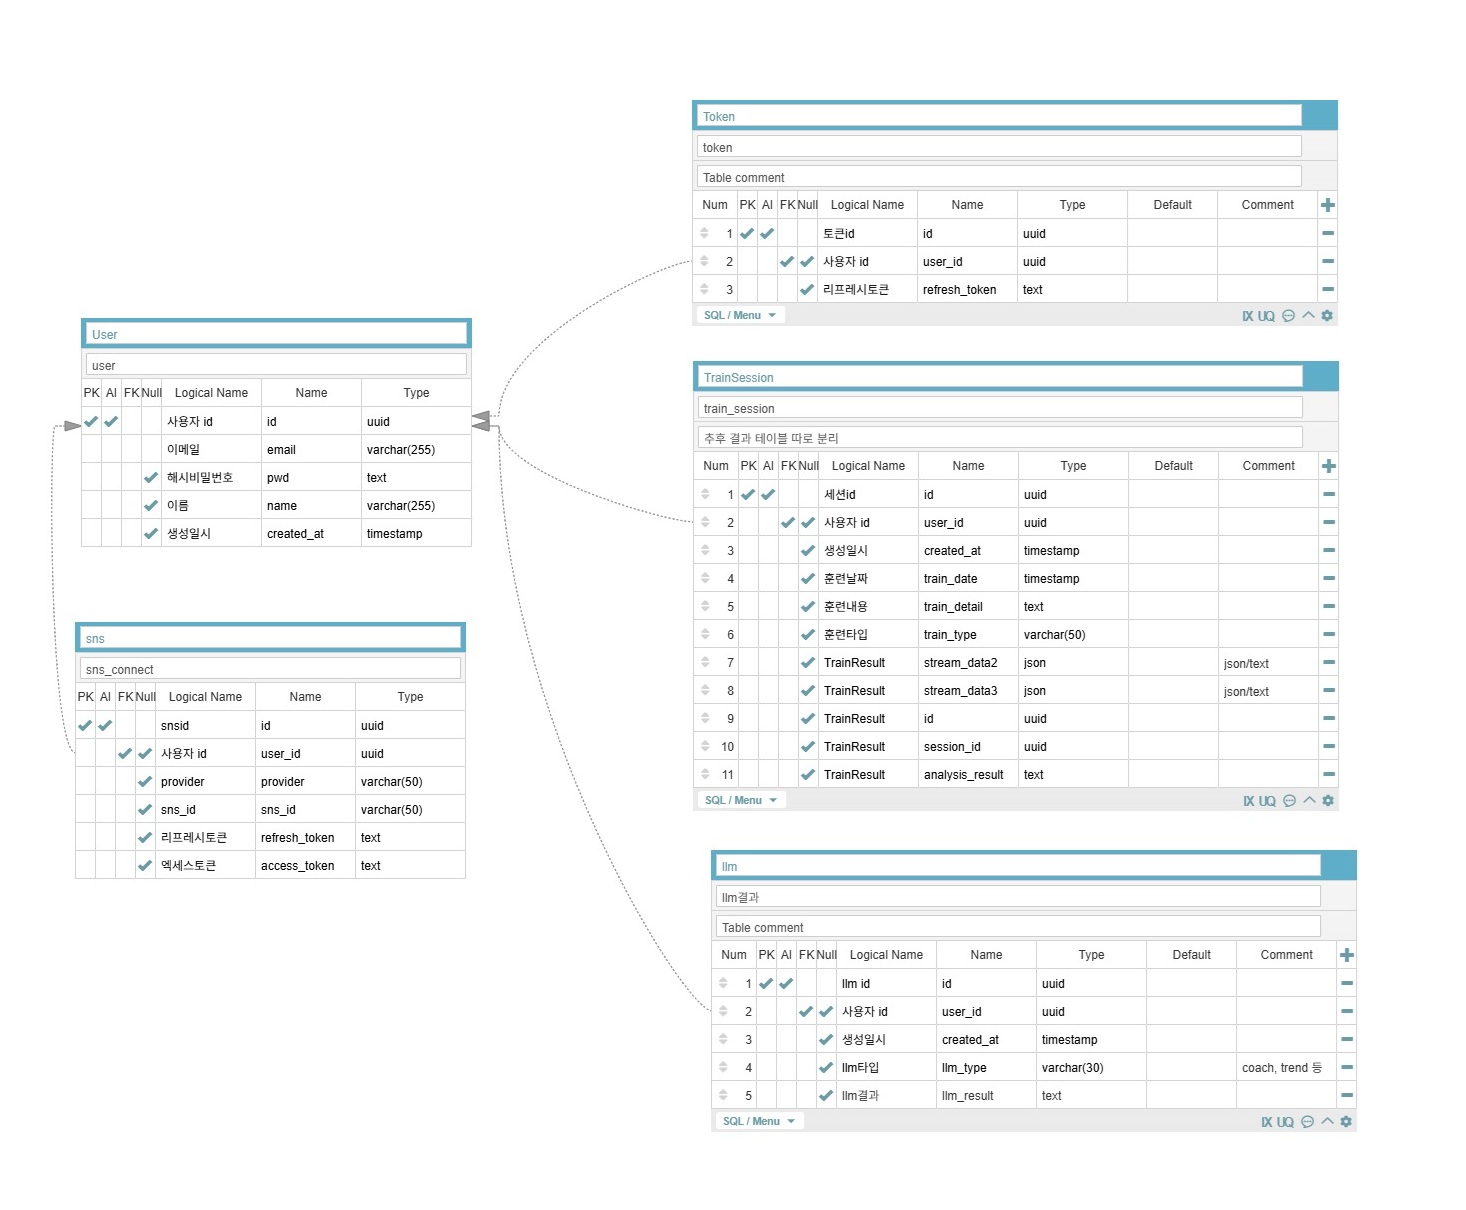 Token
token
Table comment
Num PK AI FK Null Logical Name Name Type Default Comment
1 토큰id id uuid
2 사용자 id user_id uuid
3 리프레시토큰 refresh_token text
SQL / Menu IX UQ
User
user
PK AI FK Null Logical Name Name Type
사용자 id id uuid
이메일 email varchar(255)
해시비밀번호 pwd text
이름 name varchar(255)
생성일시 created_at timestamp
TrainSession
train_session
추후 결과 테이블 따로 분리
Num PK AI FK Null Logical Name Name Type Default Comment
1 세션id id uuid
2 사용자 id user_id uuid
3 생성일시 created_at timestamp
4 훈련날짜 train_date timestamp
5 훈련내용 train_detail text
6 훈련타입 train_type varchar(50)
7 TrainResult stream_data2 json json/text
8 TrainResult stream_data3 json json/text
9 TrainResult id uuid
10 TrainResult session_id uuid
11 TrainResult analysis_result text
SQL / Menu IX UQ
sns
sns_connect
PK AI FK Null Logical Name Name Type
snsid id uuid
사용자 id user_id uuid
provider provider varchar(50)
sns_id sns_id varchar(50)
리프레시토큰 refresh_token text
엑세스토큰 access_token text
llm
llm결과
Table comment
Num PK AI FK Null Logical Name Name Type Default Comment
1 llm id id uuid
2 사용자 id user_id uuid
3 생성일시 created_at timestamp
4 llm타입 llm_type varchar(30) coach, trend 등
5 llm결과 llm_result text
SQL / Menu IX UQ